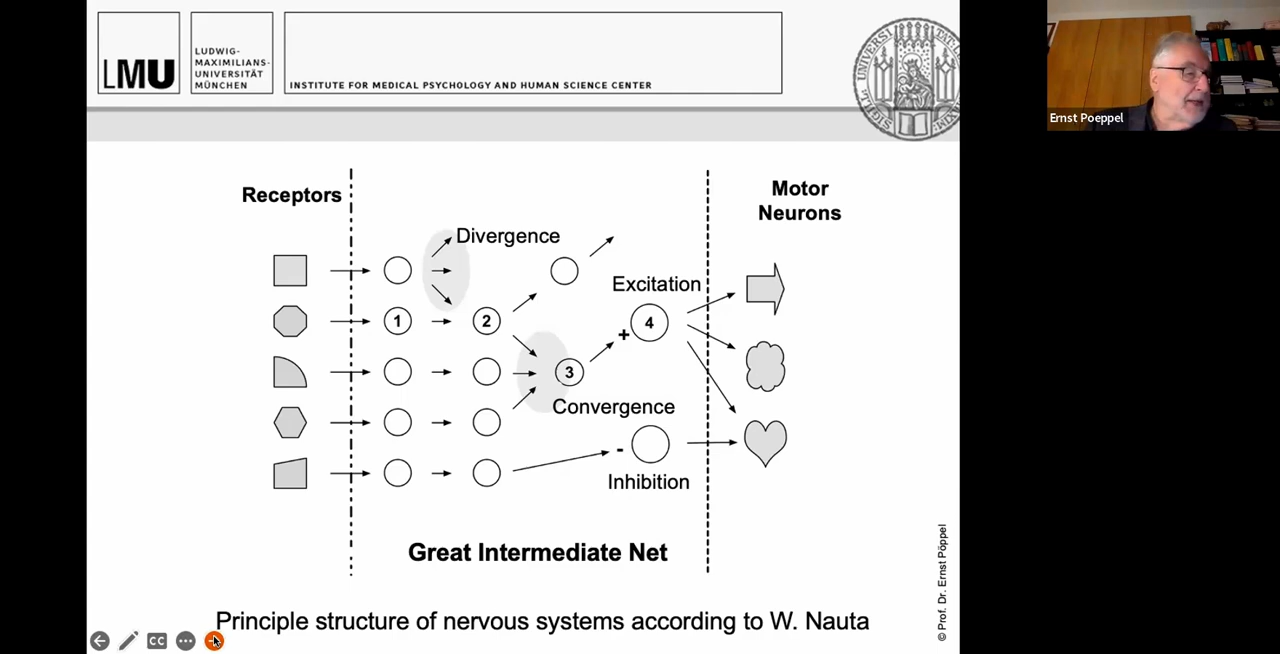 LMU
LUDWIG-
MAXIMILIANS-
UNIVERSITÄT
MÜNCHEN
INSTITUTE FOR MEDICAL PSYCHOLOGY AND HUMAN SCIENCE CENTER
Ernst Poeppel
Receptors
Motor
Neurons
Divergence
Excitation
1
2
+
4
3
Convergence
-
Inhibition
Great Intermediate Net
© Prof. Dr. Ernst Pöppel
Principle structure of nervous systems according to W. Nauta
CC